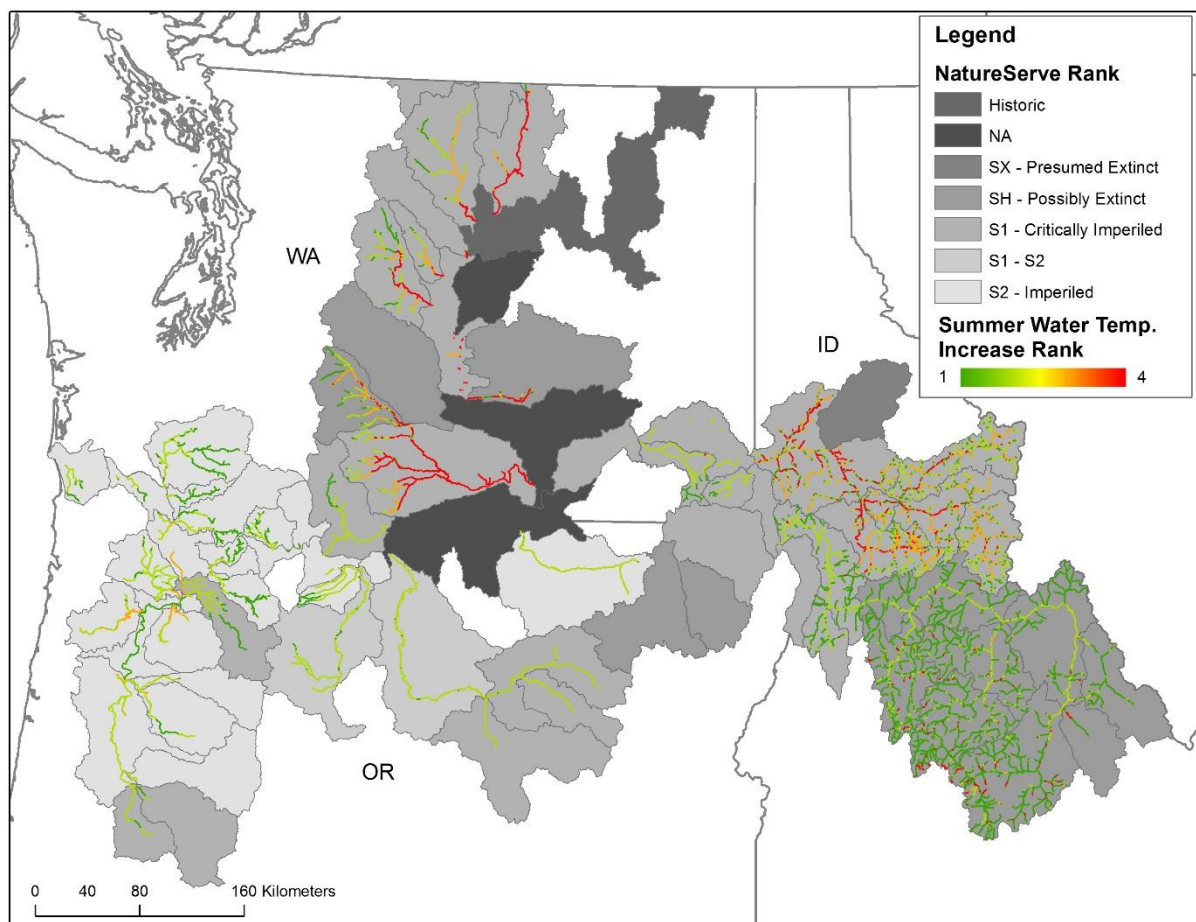 Legend
NatureServe Rank
Historic
NA
SX - Presumed Extinct
SH - Possibly Extinct
S1 - Critically Imperiled
S1 - S2
S2 - Imperiled
Summer Water Temp.
Increase Rank
1 4
WA
ID
OR
0 40 80 160 Kilometers